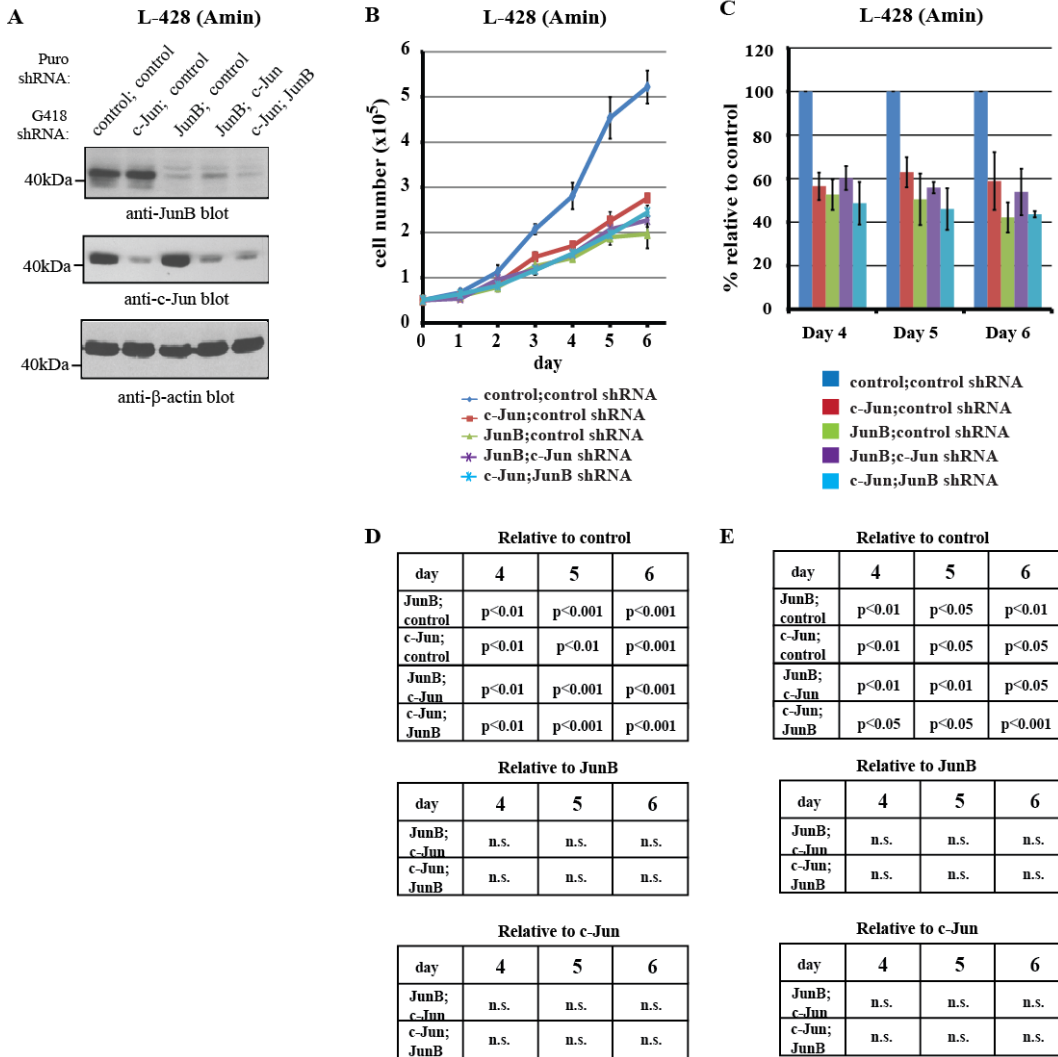 A
L-428 (Amin)
Puro
shRNA:
G418
shRNA:
control; control
c-Jun; control
JunB; control
JunB; c-Jun
c-Jun; JunB
40kDa
anti-JunB blot
40kDa
anti-c-Jun blot
40kDa
anti-β-actin blot
B
L-428 (Amin)
cell number (x10⁵)
6
5
4
3
2
1
0
0 1 2 3 4 5 6
day
control;control shRNA
c-Jun;control shRNA
JunB;control shRNA
JunB;c-Jun shRNA
c-Jun;JunB shRNA
C
L-428 (Amin)
% relative to control
120
100
80
60
40
20
0
Day 4 Day 5 Day 6
control;control shRNA
c-Jun;control shRNA
JunB;control shRNA
JunB;c-Jun shRNA
c-Jun;JunB shRNA
D
Relative to control
day 4 5 6
JunB;
control p<0.01 p<0.001 p<0.001
c-Jun;
control p<0.01 p<0.01 p<0.001
JunB;
c-Jun p<0.01 p<0.001 p<0.001
c-Jun;
JunB p<0.01 p<0.001 p<0.001
Relative to JunB
day 4 5 6
JunB;
c-Jun n.s. n.s. n.s.
c-Jun;
JunB n.s. n.s. n.s.
Relative to c-Jun
day 4 5 6
JunB;
c-Jun n.s. n.s. n.s.
c-Jun;
JunB n.s. n.s. n.s.
E
Relative to control
day 4 5 6
JunB;
control p<0.01 p<0.05 p<0.01
c-Jun;
control p<0.01 p<0.05 p<0.05
JunB;
c-Jun p<0.01 p<0.01 p<0.05
c-Jun;
JunB p<0.05 p<0.05 p<0.001
Relative to JunB
day 4 5 6
JunB;
c-Jun n.s. n.s. n.s.
c-Jun;
JunB n.s. n.s. n.s.
Relative to c-Jun
day 4 5 6
JunB;
c-Jun n.s. n.s. n.s.
c-Jun;
JunB n.s. n.s. n.s.